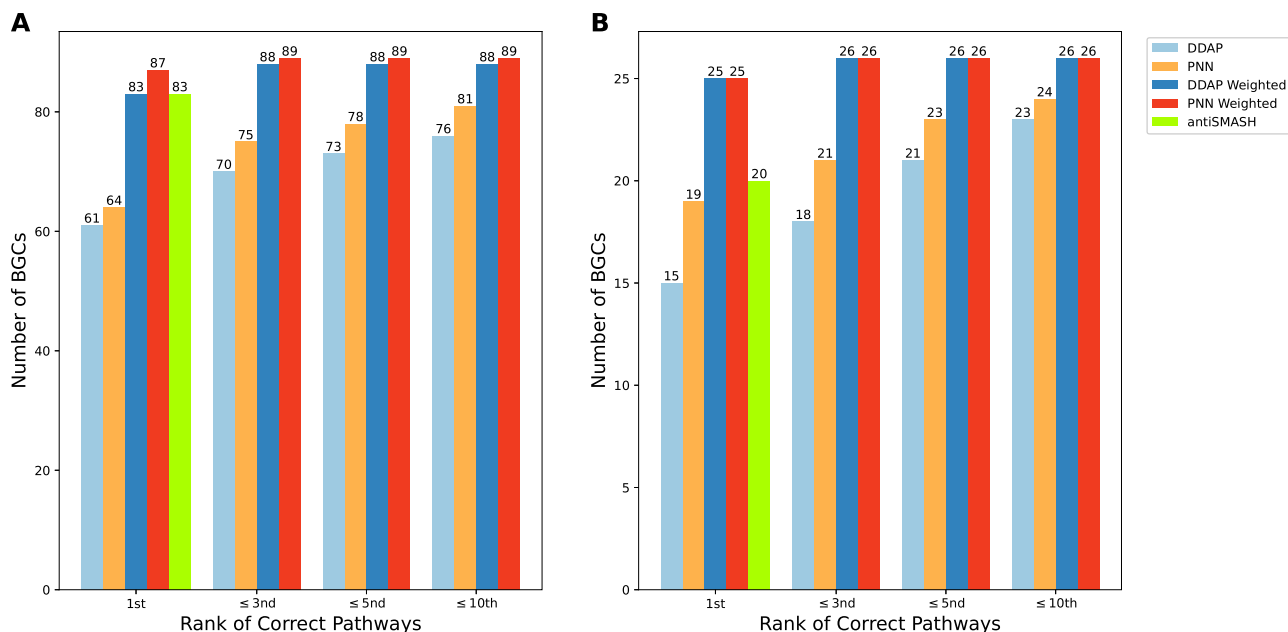 A
Number of BGCs
80
60
40
20
0
61 64 83 87 83
70 75 88 89
73 78 88 89
76 81 88 89
1st ≤ 3nd ≤ 5nd ≤ 10th
Rank of Correct Pathways
B
Number of BGCs
25
20
15
10
5
0
15 19 25 25 20
18 21 26 26
21 23 26 26
23 24 26 26
1st ≤ 3nd ≤ 5nd ≤ 10th
Rank of Correct Pathways
DDAP
PNN
DDAP Weighted
PNN Weighted
antiSMASH